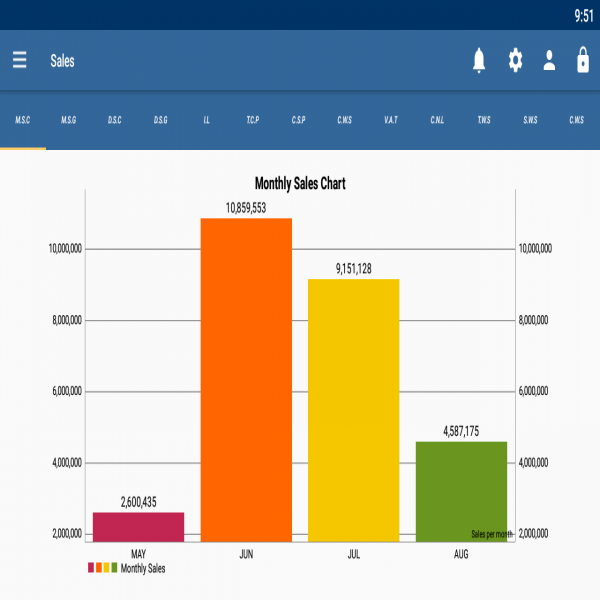 9:51
Sales
M.S.C M.S.G D.S.C D.S.G I.L T.C.P C.S.P C.W.S V.A.T C.N.L T.W.S S.W.S C.W.S
Monthly Sales Chart
10,859,553
10,000,000 9,151,128 10,000,000
8,000,000 8,000,000
6,000,000 6,000,000
4,587,175
4,000,000 4,000,000
2,600,435
2,000,000 Sales per month 2,000,000
MAY JUN JUL AUG
Monthly Sales